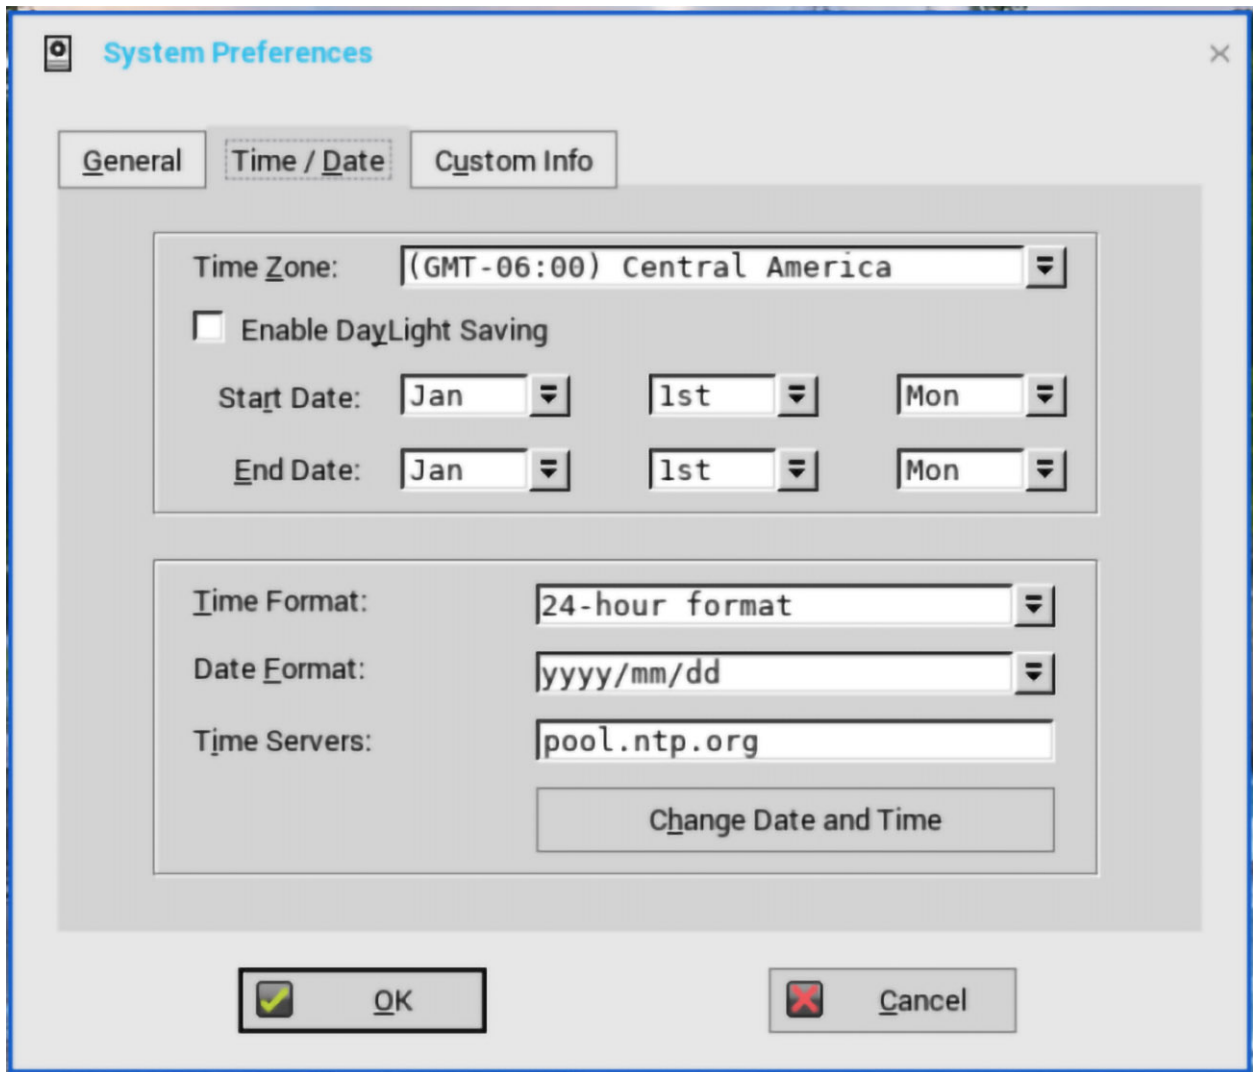 System Preferences
General Time / Date Custom Info
Time Zone: (GMT-06:00) Central America
Enable DayLight Saving
Start Date: Jan 1st Mon
End Date: Jan 1st Mon
Time Format: 24-hour format
Date Format: yyyy/mm/dd
Time Servers: pool.ntp.org
Change Date and Time
OK Cancel